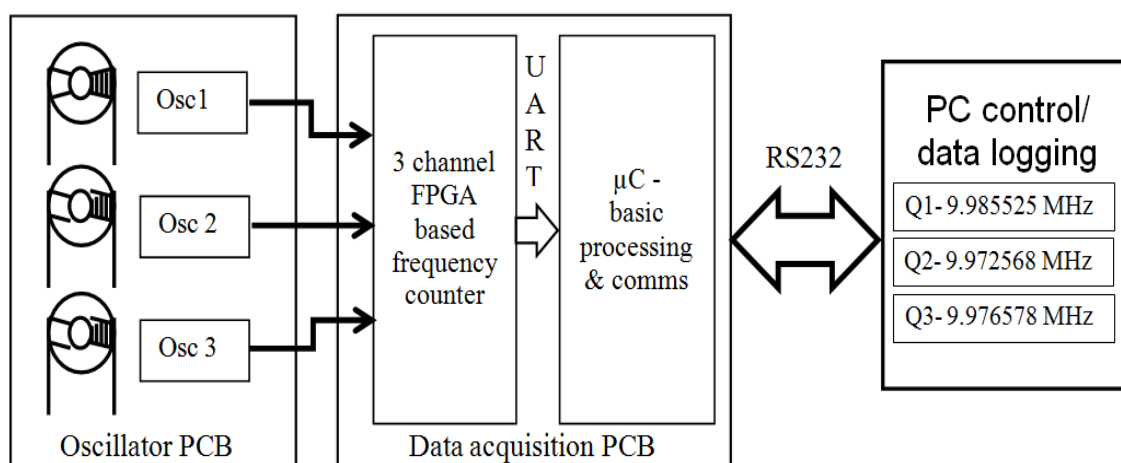 Osc1
Osc 2
Osc 3
Oscillator PCB
3 channel
FPGA
based
frequency
counter
U
A
R
T
µC -
basic
processing
& comms
Data acquisition PCB
RS232
PC control/
data logging
Q1- 9.985525 MHz
Q2- 9.972568 MHz
Q3- 9.976578 MHz